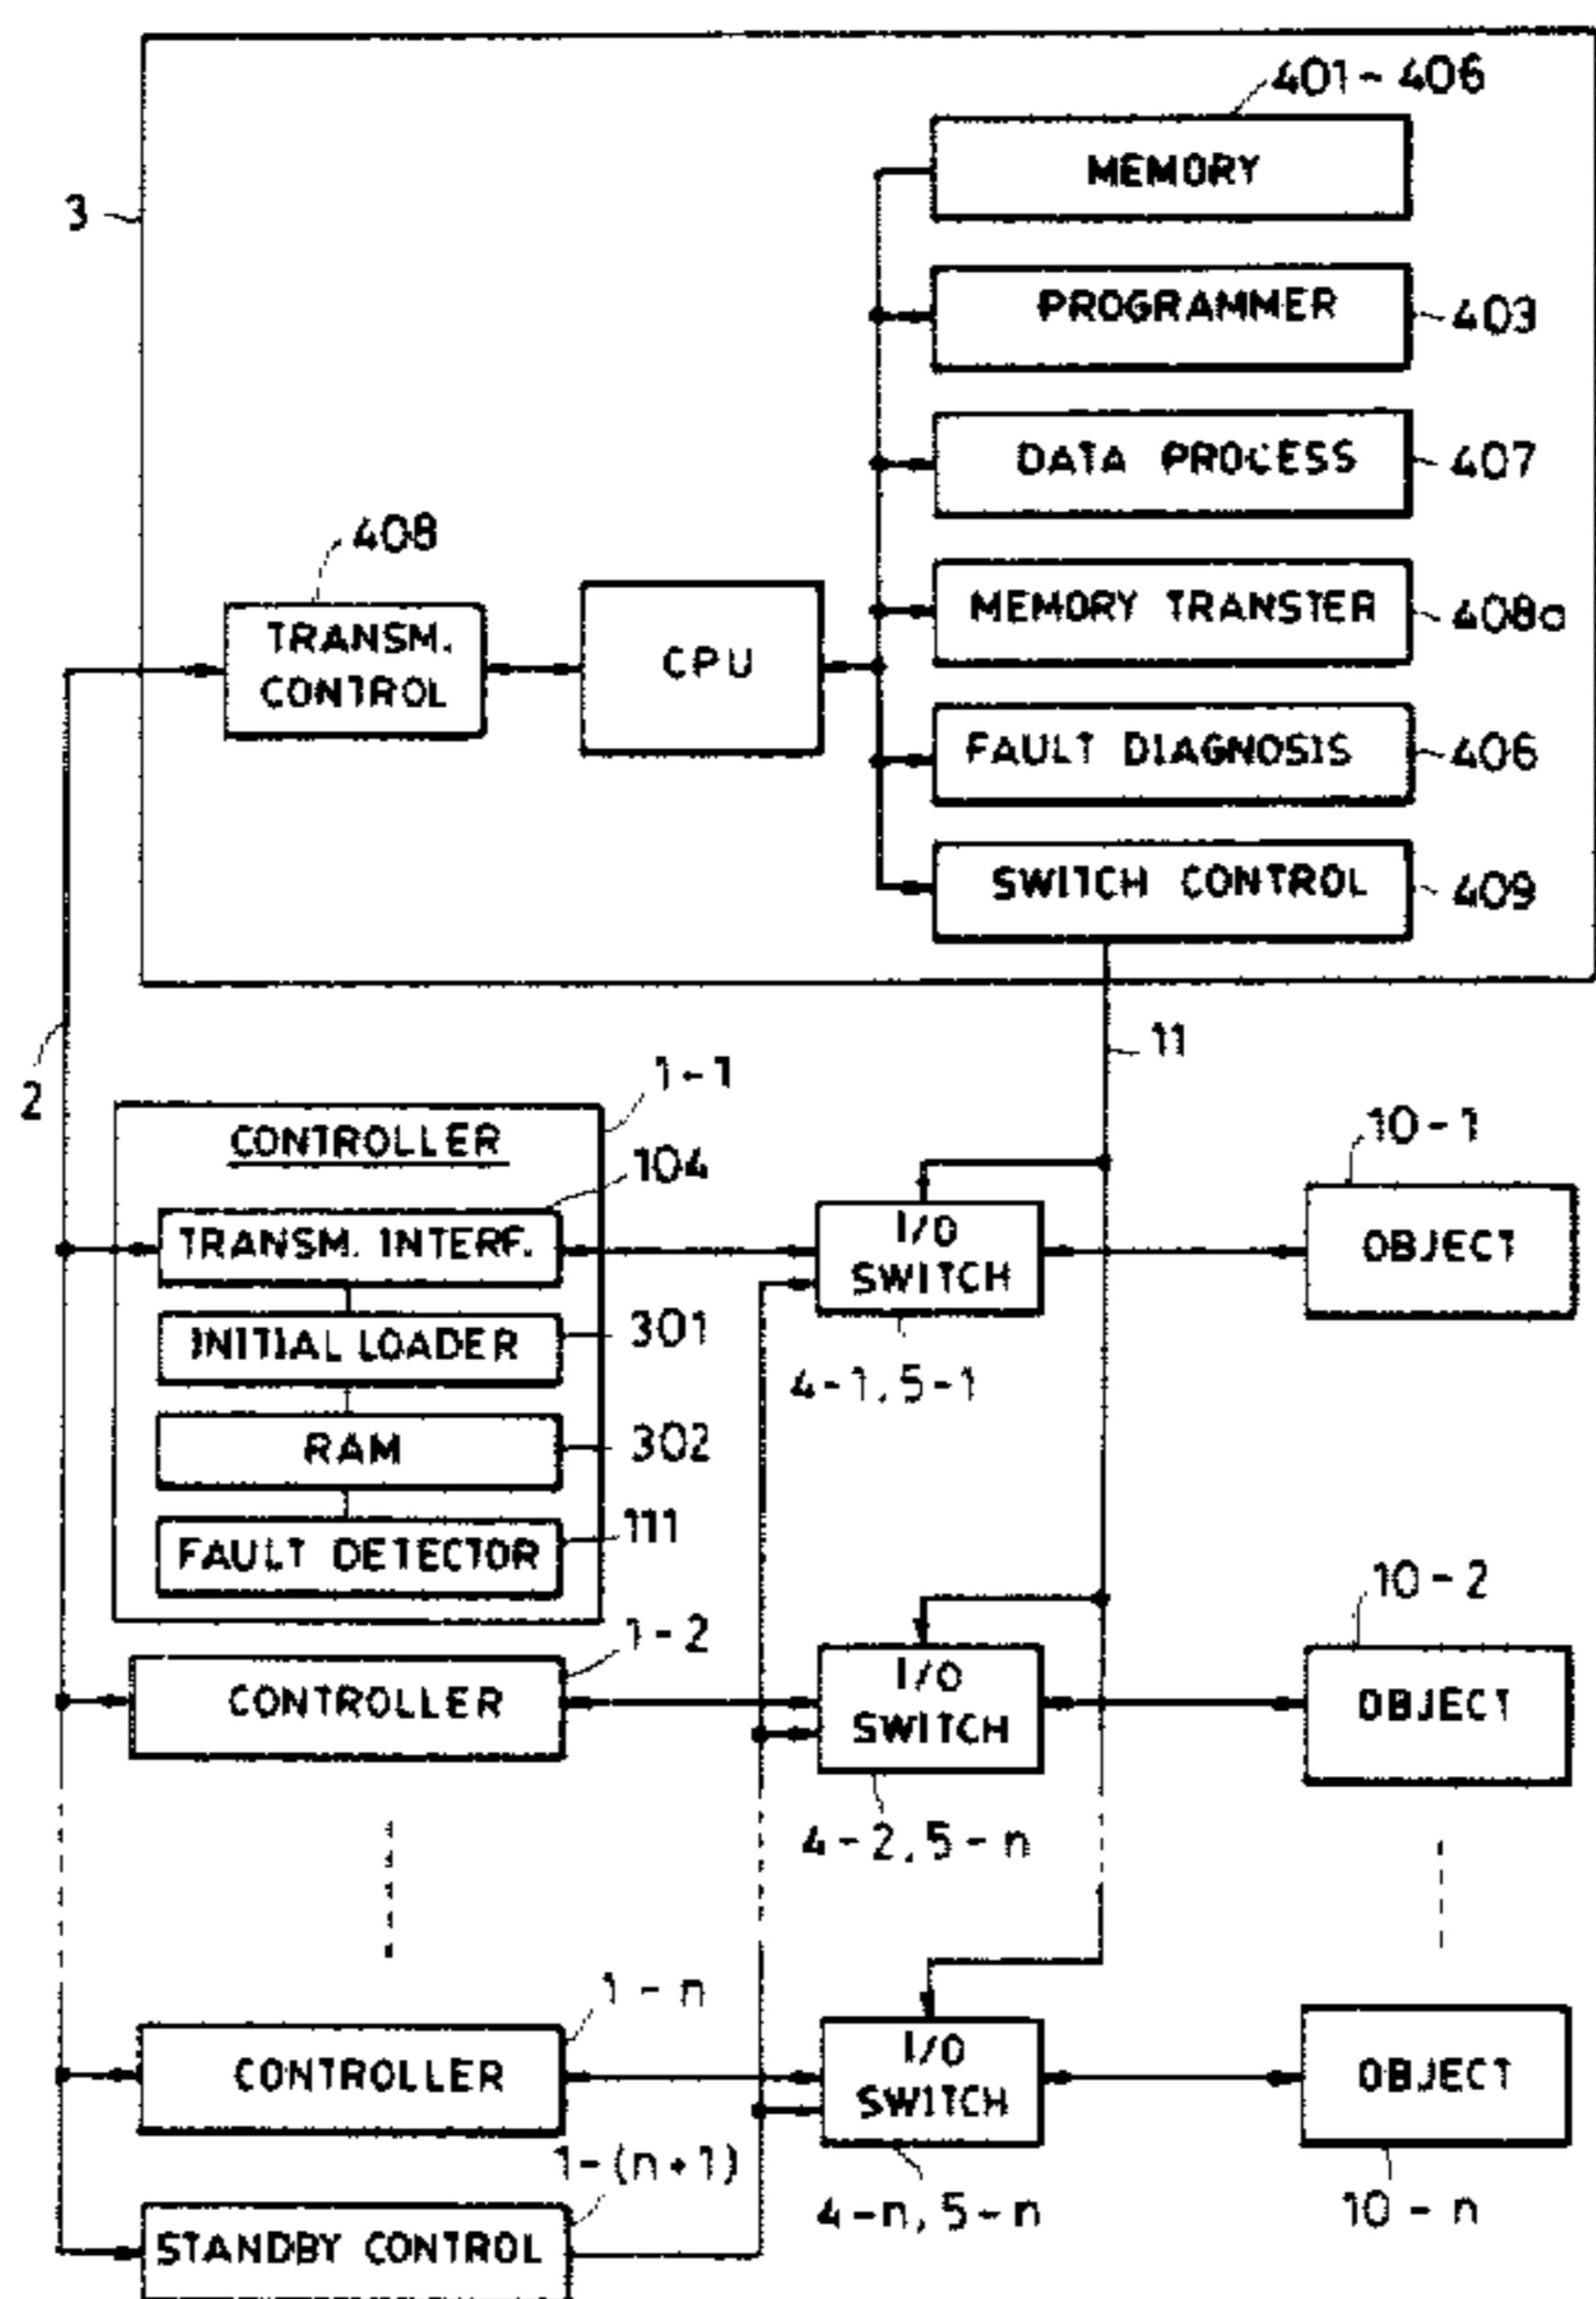 401-406
MEMORY
3
PROGRAMMER
403
DATA PROCESS
407
408
MEMORY TRANSTER
408a
TRANSM.
CONTROL
CPU
FAULT DIAGNOSIS
406
SWITCH CONTROL
409
2
11
1-1
CONTROLLER
104
10-1
TRANSM. INTERF.
I/O
SWITCH
OBJECT
INITIAL LOADER
301
4-1,5-1
RAM
302
FAULT DETECTOR
111
10-2
1-2
CONTROLLER
I/O
SWITCH
OBJECT
4-2,5-n
1-n
CONTROLLER
I/O
SWITCH
OBJECT
1-(n+1)
4-n,5-n
10-n
STANDBY CONTROL